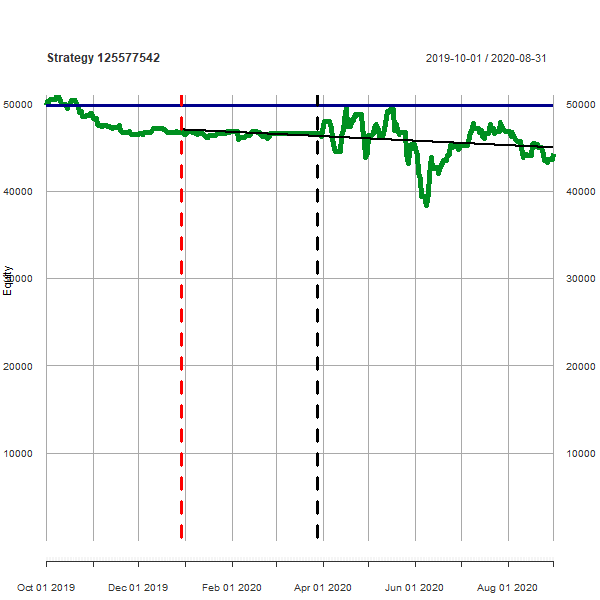 Strategy 125577542
2019-10-01 / 2020-08-31
50000
50000
40000
40000
Equity
30000
30000
20000
20000
10000
10000
Oct 01 2019
Dec 01 2019
Feb 01 2020
Apr 01 2020
Jun 01 2020
Aug 01 2020